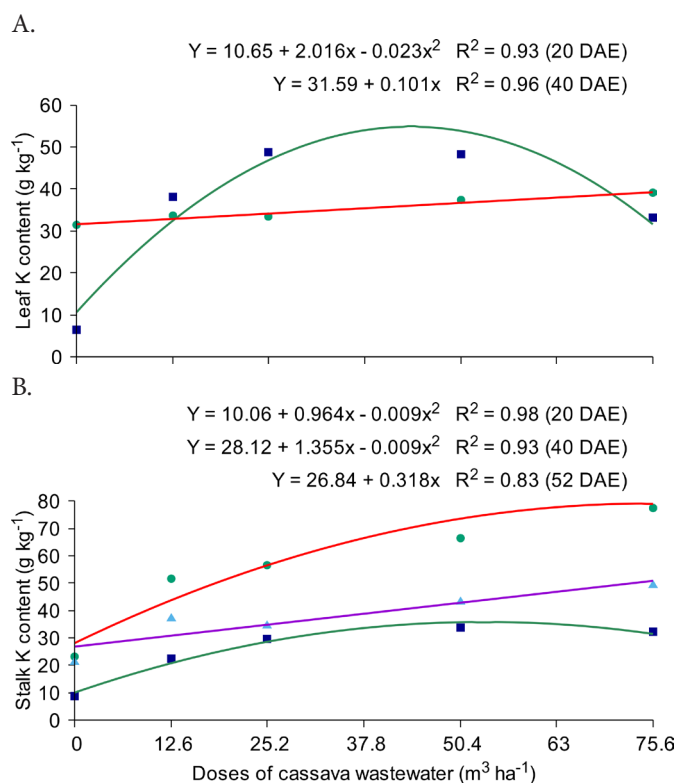 A.
Y = 10.65 + 2.016x - 0.023x² R² = 0.93 (20 DAE)
Y = 31.59 + 0.101x R² = 0.96 (40 DAE)
Leaf K content (g kg⁻¹)
60
50
40
30
20
10
0
B.
Y = 10.06 + 0.964x - 0.009x² R² = 0.98 (20 DAE)
Y = 28.12 + 1.355x - 0.009x² R² = 0.93 (40 DAE)
Y = 26.84 + 0.318x R² = 0.83 (52 DAE)
Stalk K content (g kg⁻¹)
80
70
60
50
40
30
20
10
0
0 12.6 25.2 37.8 50.4 63 75.6
Doses of cassava wastewater (m³ ha⁻¹)